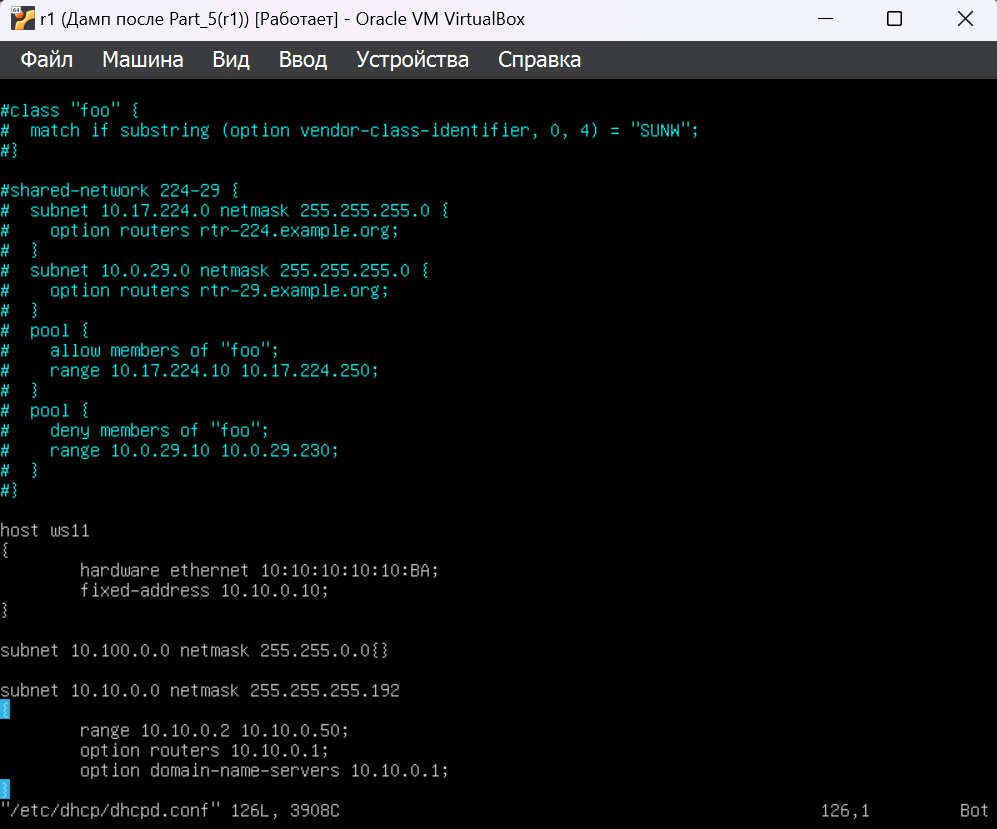 r1 (Дамп после Part_5(r1)) [Работает] - Oracle VM VirtualBox
Файл Машина Вид Ввод Устройства Справка
#class "foo" {
#  match if substring (option vendor-class-identifier, 0, 4) = "SUNW";
#}
#shared-network 224-29 {
#  subnet 10.17.224.0 netmask 255.255.255.0 {
#    option routers rtr-224.example.org;
#  }
#  subnet 10.0.29.0 netmask 255.255.255.0 {
#    option routers rtr-29.example.org;
#  }
#  pool {
#    allow members of "foo";
#    range 10.17.224.10 10.17.224.250;
#  }
#  pool {
#    deny members of "foo";
#    range 10.0.29.10 10.0.29.230;
#  }
#}
host ws11
{
        hardware ethernet 10:10:10:10:10:BA;
        fixed-address 10.10.0.10;
}
subnet 10.100.0.0 netmask 255.255.0.0{}
subnet 10.10.0.0 netmask 255.255.255.192
{
        range 10.10.0.2 10.10.0.50;
        option routers 10.10.0.1;
        option domain-name-servers 10.10.0.1;
}
"/etc/dhcp/dhcpd.conf" 126L, 3908C 126,1 Bot